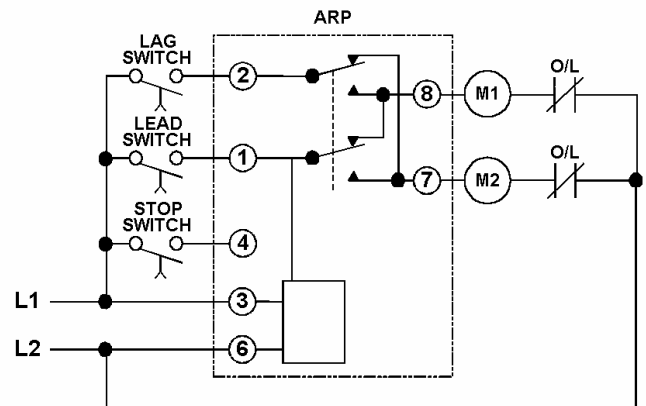 ARP
LAG
SWITCH
2
8
M1
O/L
LEAD
SWITCH
1
7
M2
O/L
STOP
SWITCH
4
L1
3
L2
6